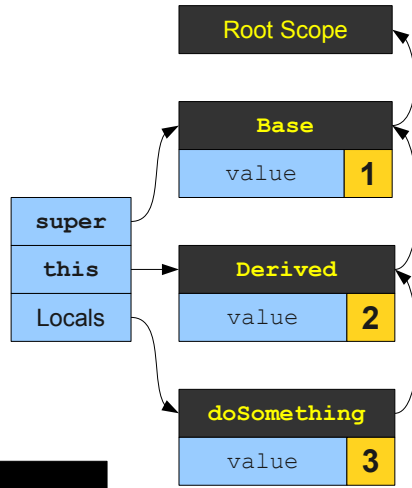 Root Scope
Base
value 1
super
this
Locals
Derived
value 2
doSomething
value 3